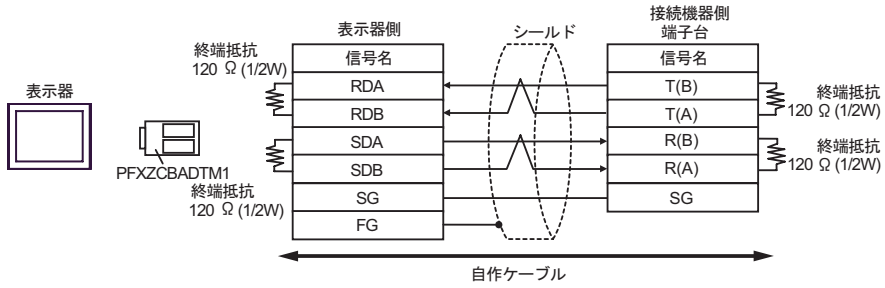 表示器側
接続機器側
端子台
シールド
終端抵抗
120 Ω (1/2W)
信号名
信号名
RDA
T(B)
終端抵抗
120 Ω (1/2W)
表示器
RDB
T(A)
SDA
R(B)
終端抵抗
120 Ω (1/2W)
PFXZCBADTM1
SDB
R(A)
終端抵抗
120 Ω (1/2W)
SG
SG
FG
自作ケーブル